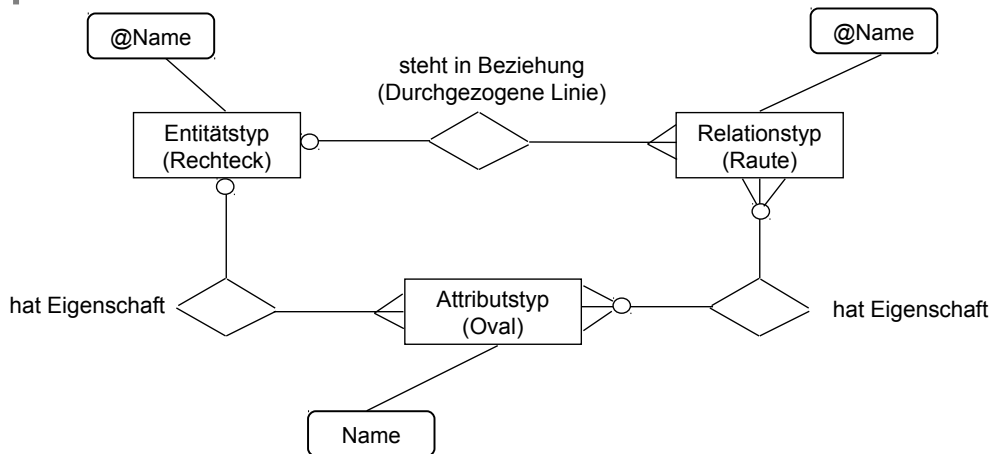 @Name
@Name
steht in Beziehung
(Durchgezogene Linie)
Entitätstyp
(Rechteck)
Relationstyp
(Raute)
hat Eigenschaft
Attributstyp
(Oval)
hat Eigenschaft
Name